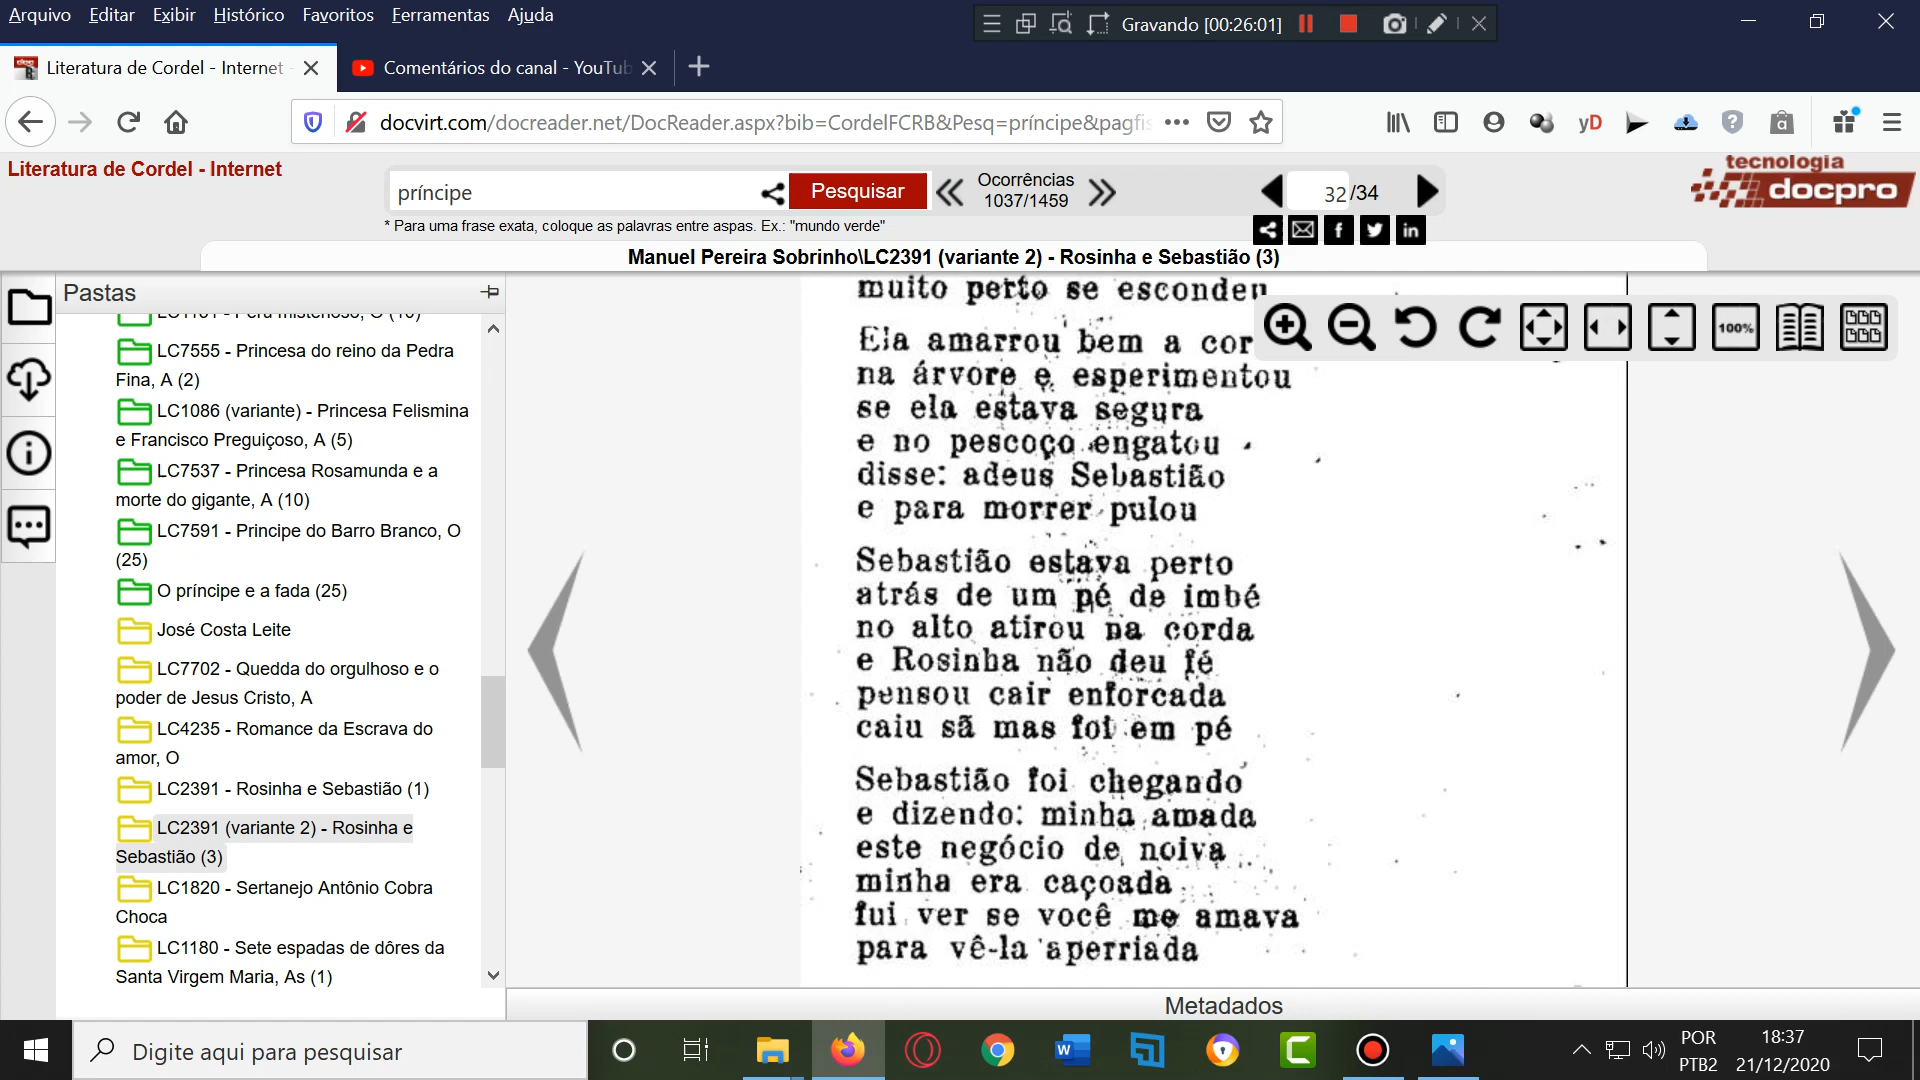 Arquivo Editar Exibir Histórico Favoritos Ferramentas Ajuda
Gravando [00:26:01]
Literatura de Cordel - Internet -
Comentários do canal - YouTub
docvirt.com/docreader.net/DocReader.aspx?bib=CordelFCRB&Pesq=príncipe&pagfis
yD
Literatura de Cordel - Internet
príncipe
Pesquisar
Ocorrências
1037/1459
32 /34
tecnologia
docpro
* Para uma frase exata, coloque as palavras entre aspas. Ex.: "mundo verde"
Manuel Pereira Sobrinho\LC2391 (variante 2) - Rosinha e Sebastião (3)
Pastas
LC7555 - Princesa do reino da Pedra
Fina, A (2)
LC1086 (variante) - Princesa Felismina
e Francisco Preguiçoso, A (5)
LC7537 - Princesa Rosamunda e a
morte do gigante, A (10)
LC7591 - Principe do Barro Branco, O
(25)
O príncipe e a fada (25)
José Costa Leite
LC7702 - Quedda do orgulhoso e o
poder de Jesus Cristo, A
LC4235 - Romance da Escrava do
amor, O
LC2391 - Rosinha e Sebastião (1)
LC2391 (variante 2) - Rosinha e
Sebastião (3)
LC1820 - Sertanejo Antônio Cobra
Choca
LC1180 - Sete espadas de dôres da
Santa Virgem Maria, As (1)
100%
muito perto se escondeu
Ela amarrou bem a cor
na árvore e esperimentou
se ela estava segura
e no pescoço engatou
disse: adeus Sebastião
e para morrer pulou
Sebastião estava perto
atrás de um pé de imbé
no alto atirou na corda
e Rosinha não deu fé
pensou cair enforcada
caiu sã mas foi em pé
Sebastião foi chegando
e dizendo: minha amada
este negócio de noiva
minha era caçoada
fui ver se você me amava
para vê-la aperriada
Metadados
Digite aqui para pesquisar
POR
PTB2
18:37
21/12/2020